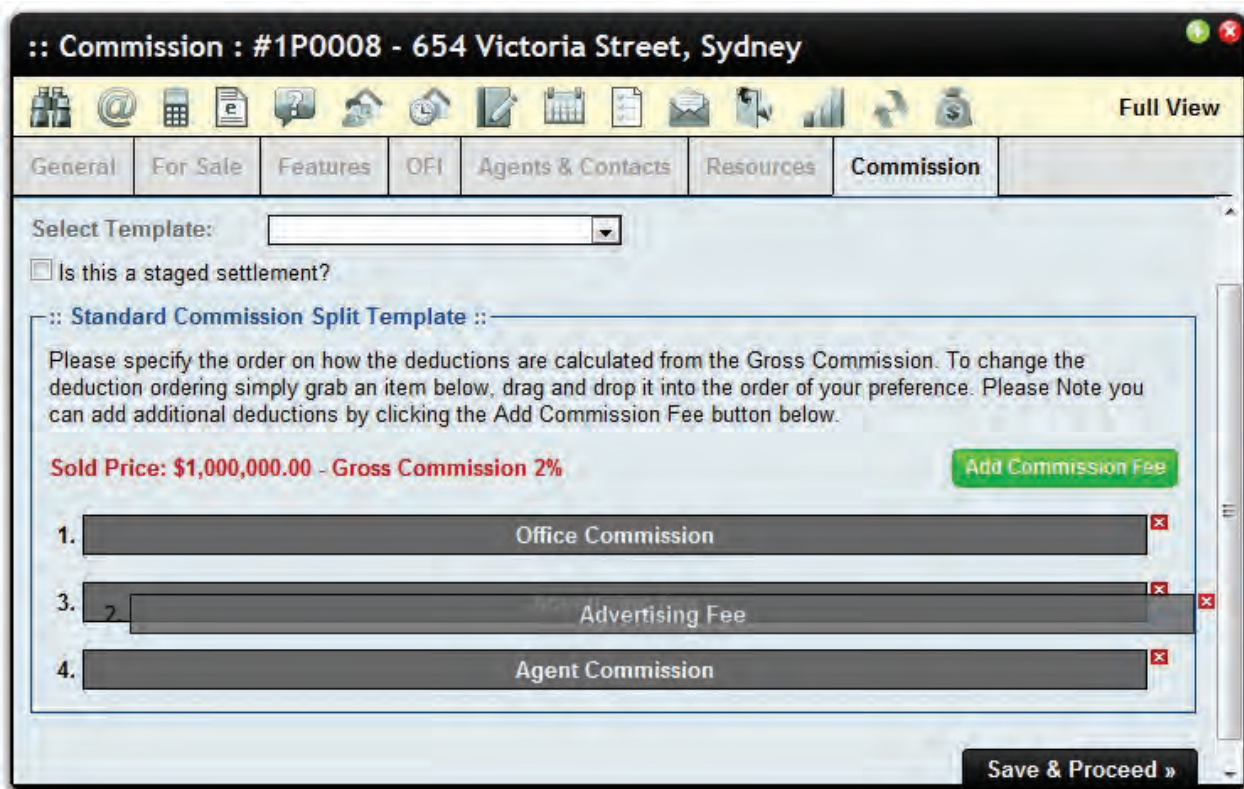 :: Commission : #1P0008 - 654 Victoria Street, Sydney
Full View
General For Sale Features OFI Agents & Contacts Resources Commission
Select Template:
Is this a staged settlement?
:: Standard Commission Split Template ::
Please specify the order on how the deductions are calculated from the Gross Commission. To change the
deduction ordering simply grab an item below, drag and drop it into the order of your preference. Please Note you
can add additional deductions by clicking the Add Commission Fee button below.
Sold Price: $1,000,000.00 - Gross Commission 2%
Add Commission Fee
1. Office Commission
3.
2. Advertising Fee
4. Agent Commission
Save & Proceed »